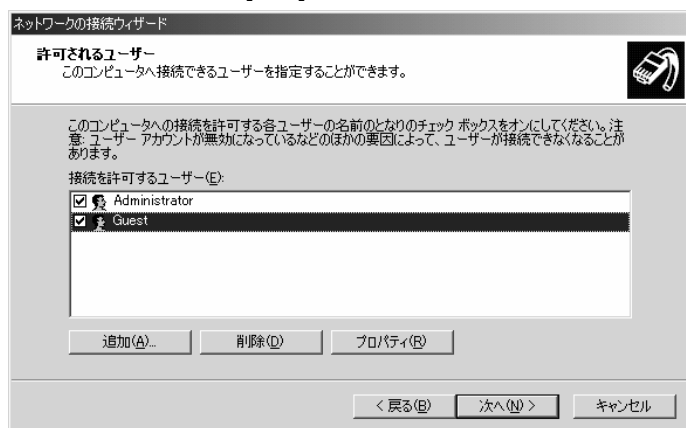 ネットワークの接続ウィザード
許可されるユーザー
このコンピュータへ接続できるユーザーを指定することができます。
このコンピュータへの接続を許可する各ユーザーの名前のとなりのチェック ボックスをオンにしてください。注
意: ユーザー アカウントが無効になっているなどのほかの要因によって、ユーザーが接続できなくなることが
あります。
接続を許可するユーザー(E):
Administrator
Guest
追加(A)... 削除(D) プロパティ(R)
< 戻る(B) 次へ(N) > キャンセル